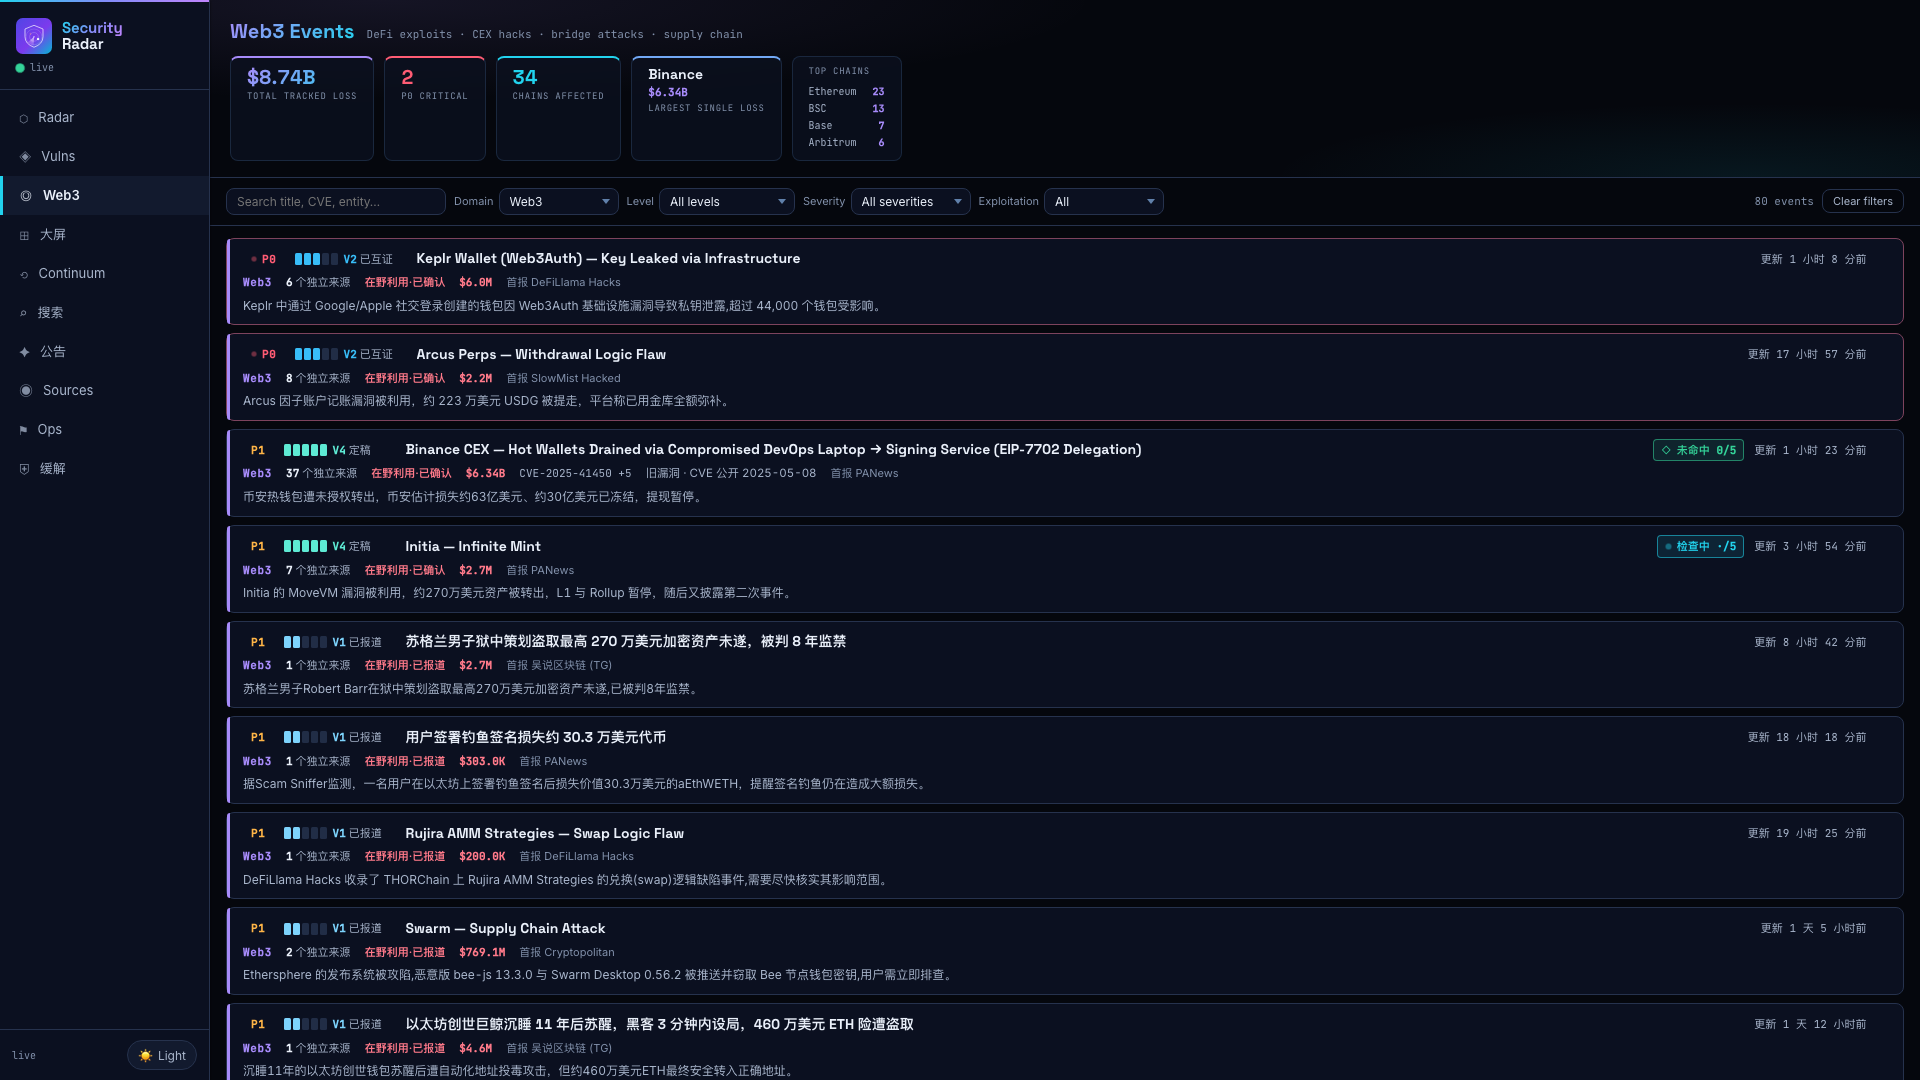 Security
Radar
live
Radar
Vulns
Web3
大屏
Continuum
搜索
公告
Sources
Ops
缓解
live
Light
Web3 Events
DeFi exploits · CEX hacks · bridge attacks · supply chain
$8.74B
TOTAL TRACKED LOSS
2
P0 CRITICAL
34
CHAINS AFFECTED
Binance
$6.34B
LARGEST SINGLE LOSS
TOP CHAINS
Ethereum 23
BSC 13
Base 7
Arbitrum 6
Search title, CVE, entity... Domain Web3 Level All levels Severity All severities Exploitation All 80 events Clear filters
P0 V2 已互证 Keplr Wallet (Web3Auth) — Key Leaked via Infrastructure 更新 1 小时 8 分前
Web3 6 个独立来源 在野利用·已确认 $6.0M 首报 DeFiLlama Hacks
Keplr 中通过 Google/Apple 社交登录创建的钱包因 Web3Auth 基础设施漏洞导致私钥泄露,超过 44,000 个钱包受影响。
P0 V2 已互证 Arcus Perps — Withdrawal Logic Flaw 更新 17 小时 57 分前
Web3 8 个独立来源 在野利用·已确认 $2.2M 首报 SlowMist Hacked
Arcus 因子账户记账漏洞被利用，约 223 万美元 USDG 被提走，平台称已用金库全额弥补。
P1 V4 定稿 Binance CEX — Hot Wallets Drained via Compromised DevOps Laptop → Signing Service (EIP-7702 Delegation) ◇ 未命中 0/5 更新 1 小时 23 分前
Web3 37 个独立来源 在野利用·已确认 $6.34B CVE-2025-41450 +5 旧漏洞 · CVE 公开 2025-05-08 首报 PANews
币安热钱包遭未授权转出，币安估计损失约63亿美元、约30亿美元已冻结，提现暂停。
P1 V4 定稿 Initia — Infinite Mint 检查中 ·/5 更新 3 小时 54 分前
Web3 7 个独立来源 在野利用·已确认 $2.7M 首报 PANews
Initia 的 MoveVM 漏洞被利用，约270万美元资产被转出，L1 与 Rollup 暂停，随后又披露第二次事件。
P1 V1 已报道 苏格兰男子狱中策划盗取最高 270 万美元加密资产未遂，被判 8 年监禁 更新 8 小时 42 分前
Web3 1 个独立来源 在野利用·已报道 $2.7M 首报 吴说区块链 (TG)
苏格兰男子Robert Barr在狱中策划盗取最高270万美元加密资产未遂,已被判8年监禁。
P1 V1 已报道 用户签署钓鱼签名损失约 30.3 万美元代币 更新 18 小时 18 分前
Web3 1 个独立来源 在野利用·已报道 $303.0K 首报 PANews
据Scam Sniffer监测，一名用户在以太坊上签署钓鱼签名后损失价值30.3万美元的aEthWETH，提醒签名钓鱼仍在造成大额损失。
P1 V1 已报道 Rujira AMM Strategies — Swap Logic Flaw 更新 19 小时 25 分前
Web3 1 个独立来源 在野利用·已报道 $200.0K 首报 DeFiLlama Hacks
DeFiLlama Hacks 收录了 THORChain 上 Rujira AMM Strategies 的兑换(swap)逻辑缺陷事件,需要尽快核实其影响范围。
P1 V1 已报道 Swarm — Supply Chain Attack 更新 1 天 5 小时前
Web3 2 个独立来源 在野利用·已报道 $769.1M 首报 Cryptopolitan
Ethersphere 的发布系统被攻陷,恶意版 bee-js 13.3.0 与 Swarm Desktop 0.56.2 被推送并窃取 Bee 节点钱包密钥,用户需立即排查。
P1 V1 已报道 以太坊创世巨鲸沉睡 11 年后苏醒，黑客 3 分钟内设局，460 万美元 ETH 险遭盗取 更新 1 天 12 小时前
Web3 1 个独立来源 在野利用·已报道 $4.6M 首报 吴说区块链 (TG)
沉睡11年的以太坊创世钱包苏醒后遭自动化地址投毒攻击，但约460万美元ETH最终安全转入正确地址。